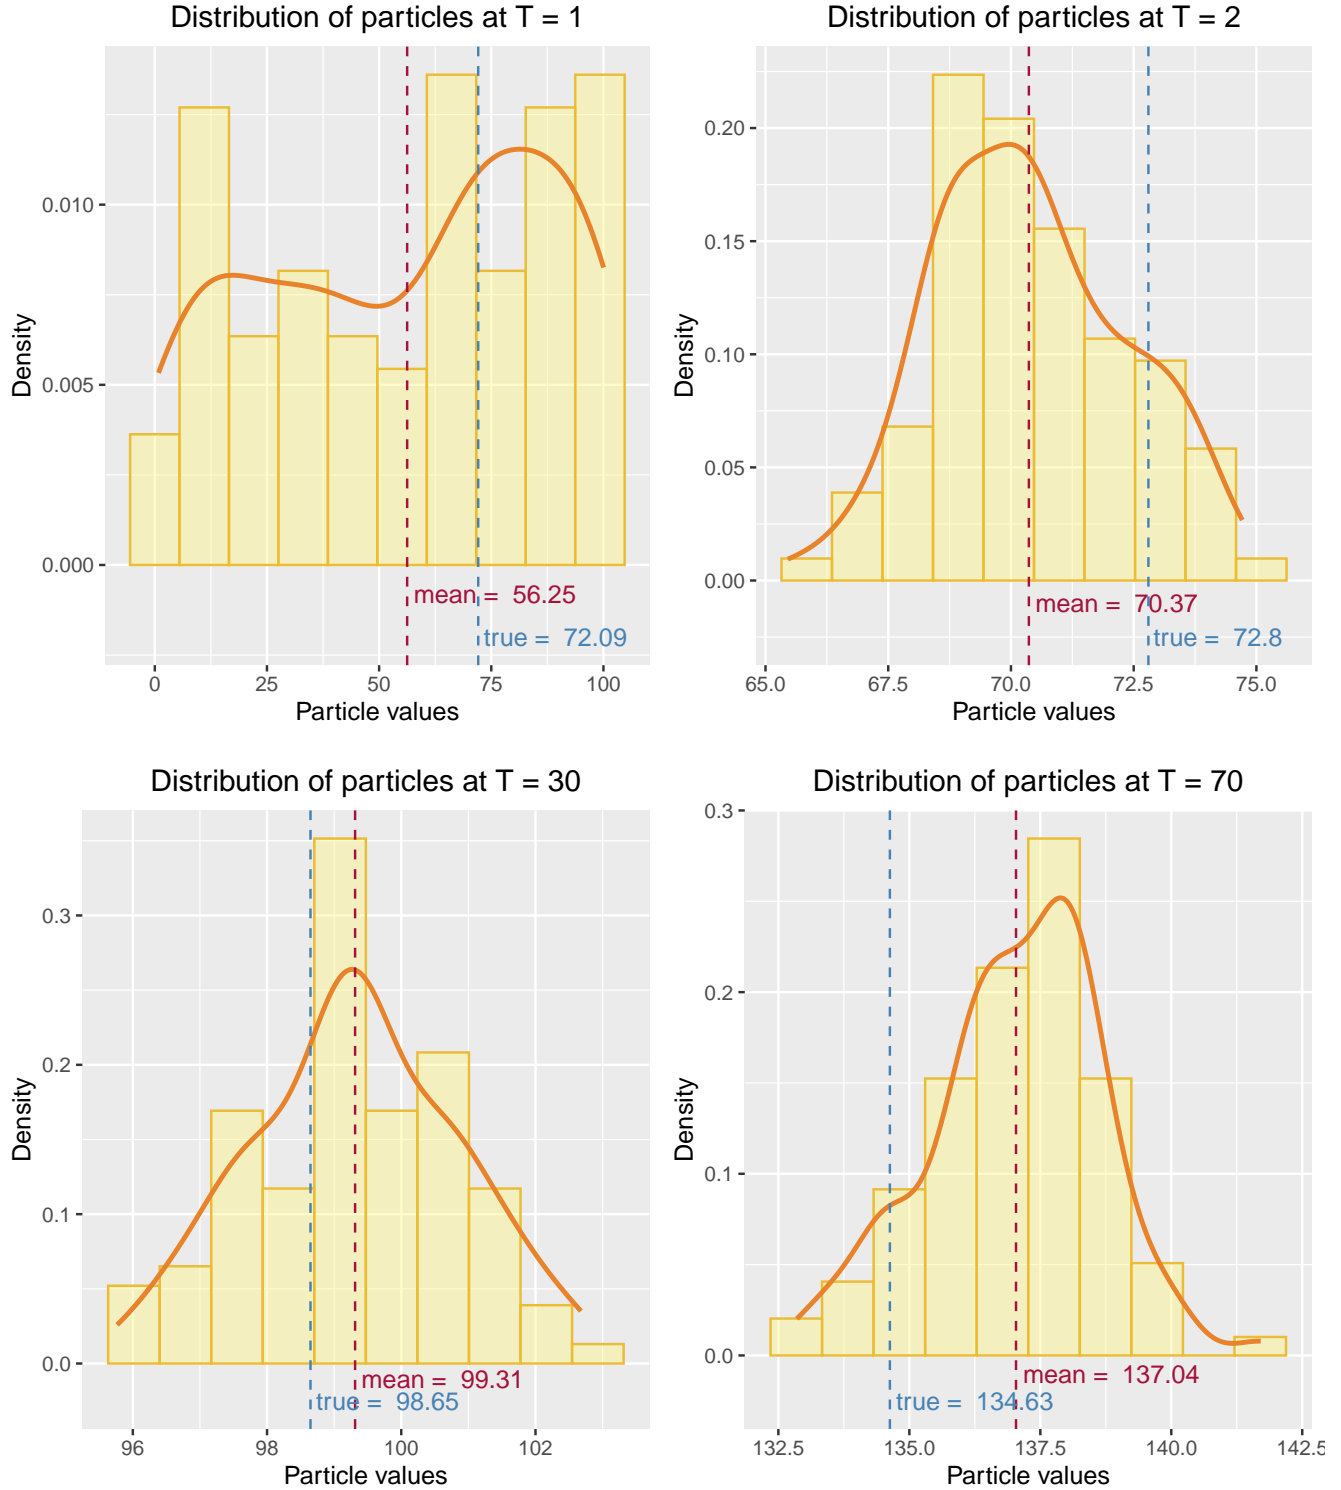 Distribution of particles at T = 1
Density
0.010
0.005
0.000
mean = 56.25
true = 72.09
0 25 50 75 100
Particle values
Distribution of particles at T = 2
Density
0.20
0.15
0.10
0.05
0.00
mean = 70.37
true = 72.8
65.0 67.5 70.0 72.5 75.0
Particle values
Distribution of particles at T = 30
Density
0.3
0.2
0.1
0.0
mean = 99.31
true = 98.65
96 98 100 102
Particle values
Distribution of particles at T = 70
Density
0.3
0.2
0.1
0.0
mean = 137.04
true = 134.63
132.5 135.0 137.5 140.0 142.5
Particle values